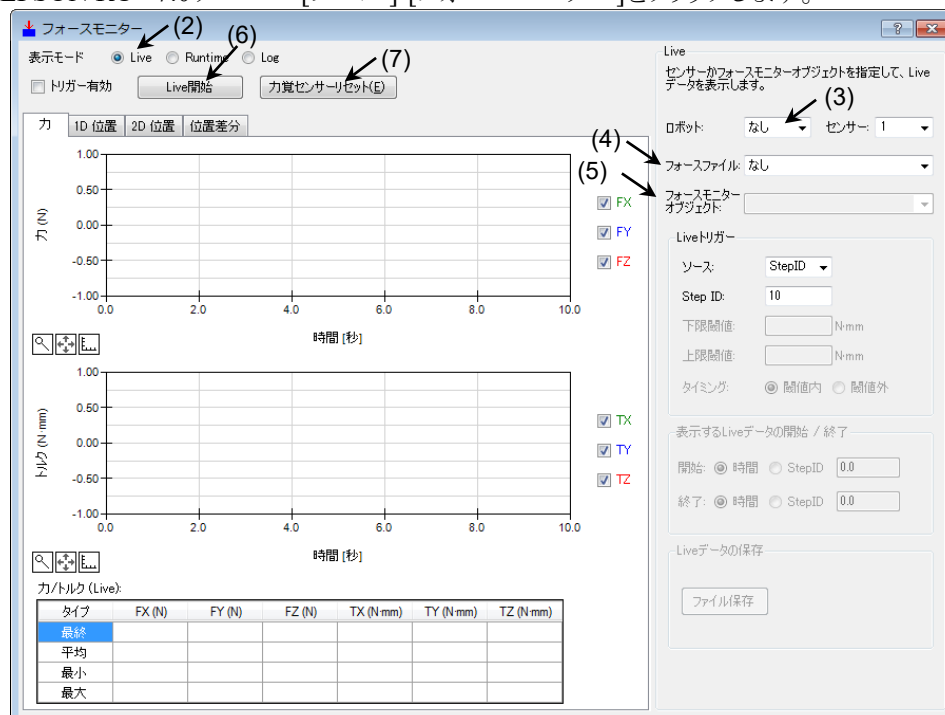 フォースモニター
(2)
(6)
(7)
表示モード Live Runtime Log
トリガー有効 Live開始 力覚センサーリセット(E)
力 1D 位置 2D 位置 位置差分
1.00
0.50
0.00
-0.50
-1.00
力 (N)
0.0 2.0 4.0 6.0 8.0 10.0
時間 [秒]
FX
FY
FZ
1.00
0.50
0.00
-0.50
-1.00
トルク (N·mm)
0.0 2.0 4.0 6.0 8.0 10.0
時間 [秒]
TX
TY
TZ
力/トルク (Live):
タイプ FX (N) FY (N) FZ (N) TX (N·mm) TY (N·mm) TZ (N·mm)
最終
平均
最小
最大
Live
センサーかフォースモニターオブジェクトを指定して、Live
データを表示します。
(3)
ロボット: なし センサー: 1
(4)
フォースファイル: なし
(5)
フォースモニター
オブジェクト:
Liveトリガー
ソース: StepID
Step ID: 10
下限閾値: N·mm
上限閾値: N·mm
タイミング: 閾値内 閾値外
表示するLiveデータの開始 / 終了
開始: 時間 StepID 0.0
終了: 時間 StepID 0.0
Liveデータの保存
ファイル保存